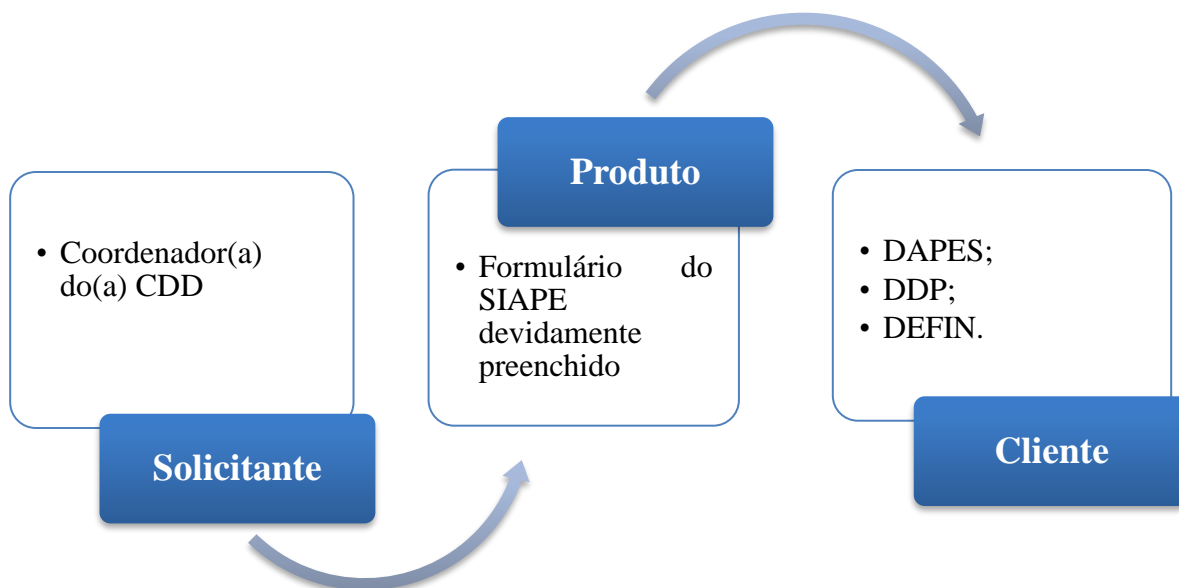 • Coordenador(a)
do(a) CDD
Solicitante
Produto
• Formulário do
SIAPE
devidamente
preenchido
• DAPES;
• DDP;
• DEFIN.
Cliente